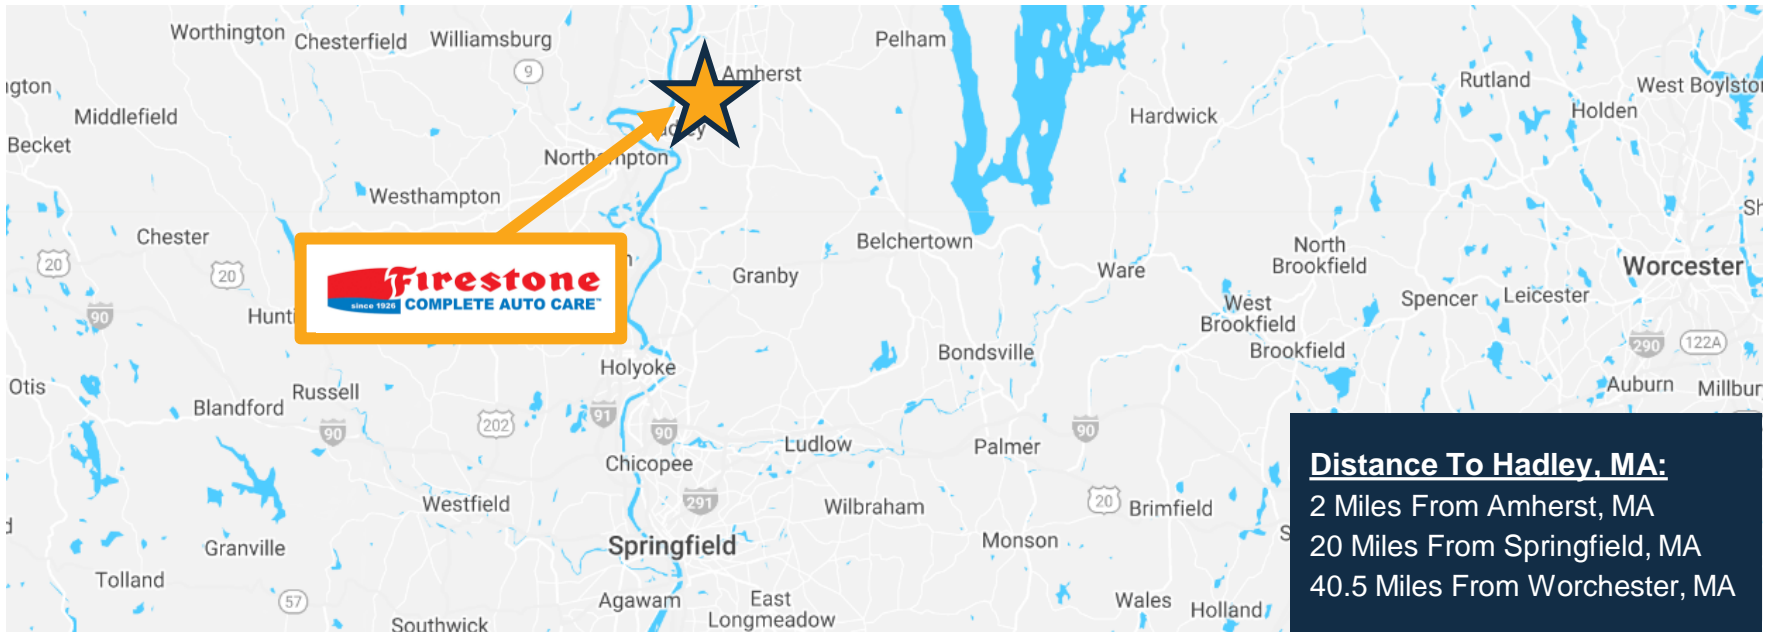 Worthington
Chesterfield
Williamsburg
Pelham
9
Amherst
Rutland
West Boylston
gton
Middlefield
Hardwick
Holden
Becket
Northampton
Westhampton
Chester
Belchertown
North
Brookfield
Worcester
20
20
Granby
Ware
Firestone
since 1926 COMPLETE AUTO CARE™
Spencer
Leicester
West
Brookfield
90
Hunti
290
122A
Brookfield
Bondsville
Holyoke
Otis
Russell
Auburn
Millbur
Blandford
202
91
90
90
90
Ludlow
Palmer
Chicopee
Distance To Hadley, MA:
2 Miles From Amherst, MA
20 Miles From Springfield, MA
40.5 Miles From Worchester, MA
Westfield
291
Wilbraham
20
Brimfield
Granville
Springfield
Monson
Tolland
57
Agawam
East
Longmeadow
Wales
Holland
Southwick